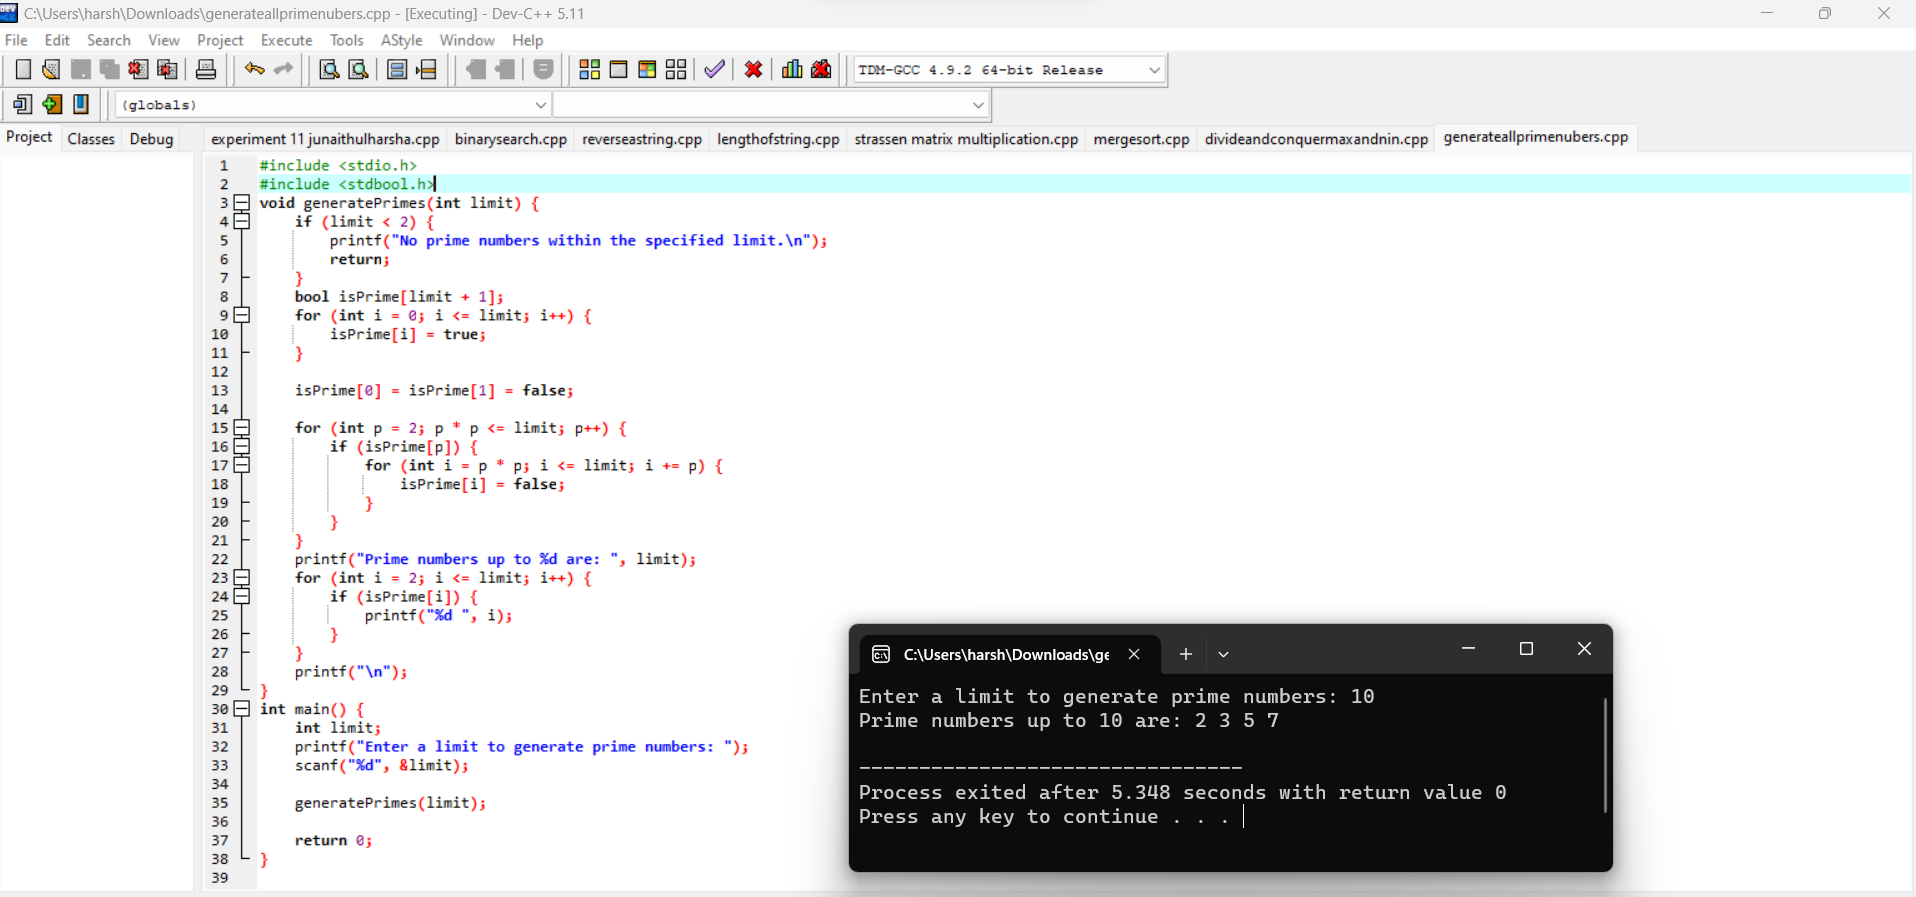 C:\Users\harsh\Downloads\generateallprimenubers.cpp - [Executing] - Dev-C++ 5.11
File Edit Search View Project Execute Tools AStyle Window Help
TDM-GCC 4.9.2 64-bit Release
(globals)
Project Classes Debug
experiment 11 junaithulharsha.cpp binarysearch.cpp reverseastring.cpp lengthofstring.cpp strassen matrix multiplication.cpp mergesort.cpp divideandconquermaxandnin.cpp generateallprimenubers.cpp
1 #include <stdio.h>
2 #include <stdbool.h>
3 void generatePrimes(int limit) {
4 if (limit < 2) {
5 printf("No prime numbers within the specified limit.\n");
6 return;
7 }
8 bool isPrime[limit + 1];
9 for (int i = 0; i <= limit; i++) {
10 isPrime[i] = true;
11 }
12
13 isPrime[0] = isPrime[1] = false;
14
15 for (int p = 2; p * p <= limit; p++) {
16 if (isPrime[p]) {
17 for (int i = p * p; i <= limit; i += p) {
18 isPrime[i] = false;
19 }
20 }
21 }
22 printf("Prime numbers up to %d are: ", limit);
23 for (int i = 2; i <= limit; i++) {
24 if (isPrime[i]) {
25 printf("%d ", i);
26 }
27 }
28 printf("\n");
29 }
30 int main() {
31 int limit;
32 printf("Enter a limit to generate prime numbers: ");
33 scanf("%d", &limit);
34
35 generatePrimes(limit);
36
37 return 0;
38 }
39
C:\Users\harsh\Downloads\ge
Enter a limit to generate prime numbers: 10
Prime numbers up to 10 are: 2 3 5 7
--------------------------------
Process exited after 5.348 seconds with return value 0
Press any key to continue . . .